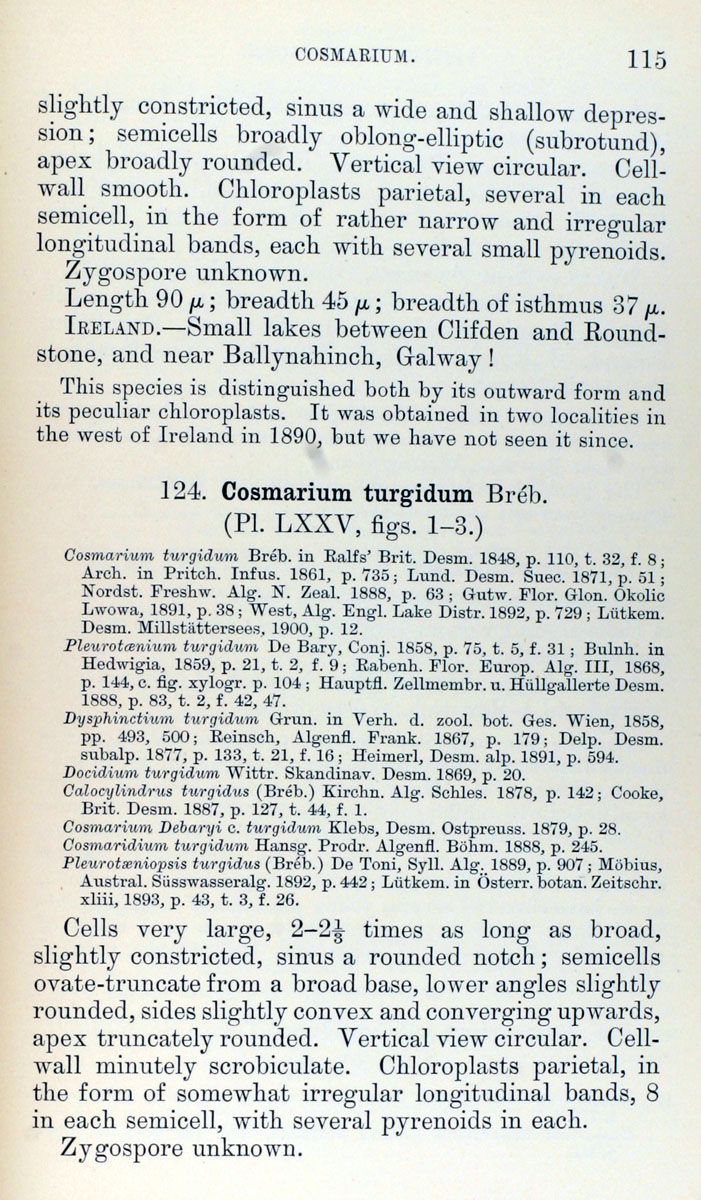 COSMARIUM. 115
slightly constricted, sinus a wide and shallow depres-
sion; semicells broadly oblong-elliptic (subrotund),
apex broadly rounded. Vertical view circular. Cell-
wall smooth. Chloroplasts parietal, several in each
semicell, in the form of rather narrow and irregular
longitudinal bands, each with several small pyrenoids.
Zygospore unknown.
Length 90 μ; breadth 45 μ; breadth of isthmus 37 μ.
IRELAND.—Small lakes between Clifden and Round-
stone, and near Ballynahinch, Galway!
This species is distinguished both by its outward form and
its peculiar chloroplasts. It was obtained in two localities in
the west of Ireland in 1890, but we have not seen it since.
124. Cosmarium turgidum Bréb.
(Pl. LXXV, figs. 1–3.)
Cosmarium turgidum Bréb. in Ralfs' Brit. Desm. 1848, p. 110, t. 32, f. 8;
Arch. in Pritch. Infus. 1861, p. 735; Lund. Desm. Suec. 1871, p. 51;
Nordst. Freshw. Alg. N. Zeal. 1888, p. 63; Gutw. Flor. Glon. Okolic
Lwowa, 1891, p. 38; West, Alg. Engl. Lake Distr. 1892, p. 729; Lütkem.
Desm. Millstättersees, 1900, p. 12.
Pleurotænium turgidum De Bary, Conj. 1858, p. 75, t. 5, f. 31; Bulnh. in
Hedwigia, 1859, p. 21, t. 2, f. 9; Rabenh. Flor. Europ. Alg. III, 1868,
p. 144, c. fig. xylogr. p. 104; Hauptfl. Zellmembr. u. Hüllgallerte Desm.
1888, p. 83, t. 2, f. 42, 47.
Dysphinctium turgidum Grun. in Verh. d. zool. bot. Ges. Wien, 1858,
pp. 493, 500; Reinsch, Algenfl. Frank. 1867, p. 179; Delp. Desm.
subalp. 1877, p. 133, t. 21, f. 16; Heimerl, Desm. alp. 1891, p. 594.
Docidium turgidum Wittr. Skandinav. Desm. 1869, p. 20.
Calocylindrus turgidus (Bréb.) Kirchn. Alg. Schles. 1878, p. 142; Cooke,
Brit. Desm. 1887, p. 127, t. 44, f. 1.
Cosmarium Debaryi c. turgidum Klebs, Desm. Ostpreuss. 1879, p. 28.
Cosmaridium turgidum Hansg. Prodr. Algenfl. Böhm. 1888, p. 245.
Pleurotæniopsis turgidus (Bréb.) De Toni, Syll. Alg. 1889, p. 907; Möbius,
Austral. Süsswasseralg. 1892, p. 442; Lütkem. in Österr. botan. Zeitschr.
xliii, 1893, p. 43, t. 3, f. 26.
Cells very large, 2–2⅓ times as long as broad,
slightly constricted, sinus a rounded notch; semicells
ovate-truncate from a broad base, lower angles slightly
rounded, sides slightly convex and converging upwards,
apex truncately rounded. Vertical view circular. Cell-
wall minutely scrobiculate. Chloroplasts parietal, in
the form of somewhat irregular longitudinal bands, 8
in each semicell, with several pyrenoids in each.
Zygospore unknown.